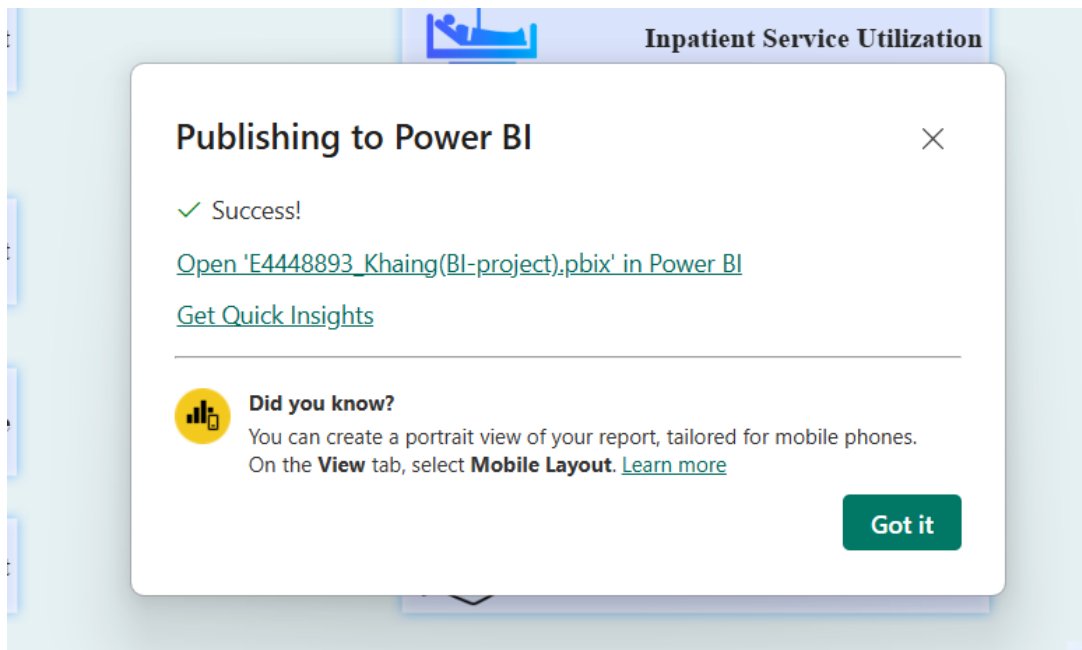 Inpatient Service Utilization
Publishing to Power BI
Success!
Open 'E4448893_Khaing(BI-project).pbix' in Power BI
Get Quick Insights
Did you know?
You can create a portrait view of your report, tailored for mobile phones.
On the View tab, select Mobile Layout. Learn more
Got it